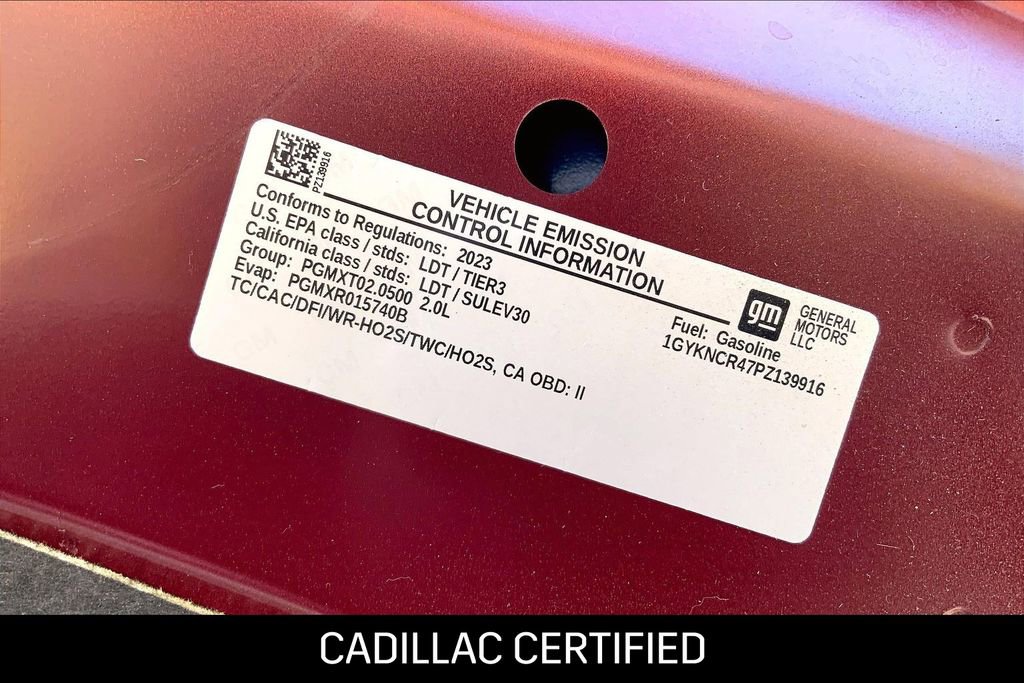 PZ139916
VEHICLE EMISSION
CONTROL INFORMATION
Conforms to Regulations: 2023
U.S. EPA class / stds: LDT / TIER3
California class / stds: LDT / SULEV30
Group: PGMXT02.0500 2.0L
Evap: PGMXR015740B
TC/CAC/DFI/WR-HO2S/TWC/HO2S, CA OBD: II
gm
GENERAL
MOTORS
LLC
Fuel: Gasoline
1GYKNCR47PZ139916
CADILLAC CERTIFIED